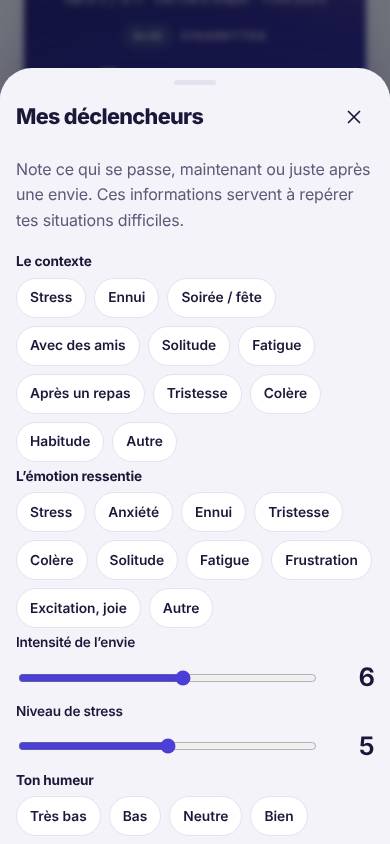 Mes déclencheurs
Note ce qui se passe, maintenant ou juste après
une envie. Ces informations servent à repérer
tes situations difficiles.
Le contexte
Stress Ennui Soirée / fête
Avec des amis Solitude Fatigue
Après un repas Tristesse Colère
Habitude Autre
L’émotion ressentie
Stress Anxiété Ennui Tristesse
Colère Solitude Fatigue Frustration
Excitation, joie Autre
Intensité de l’envie
6
Niveau de stress
5
Ton humeur
Très bas Bas Neutre Bien